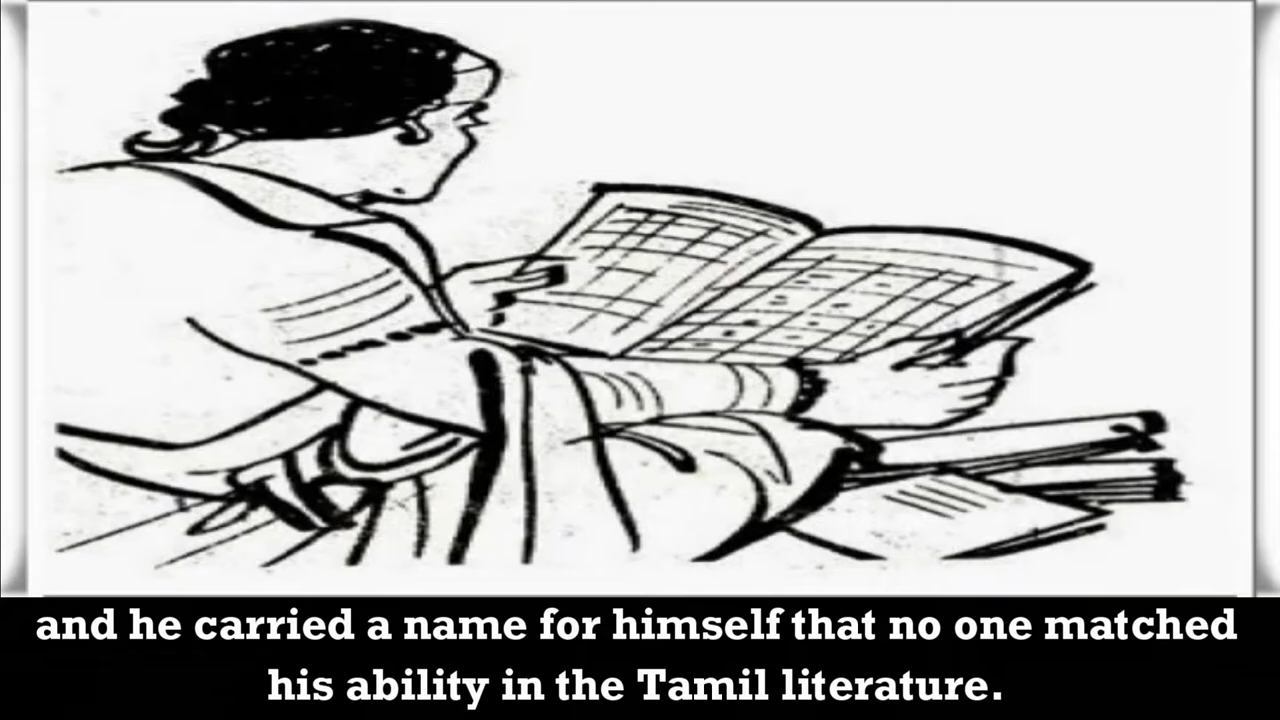 and he carried a name for himself that no one matched
his ability in the Tamil literature.